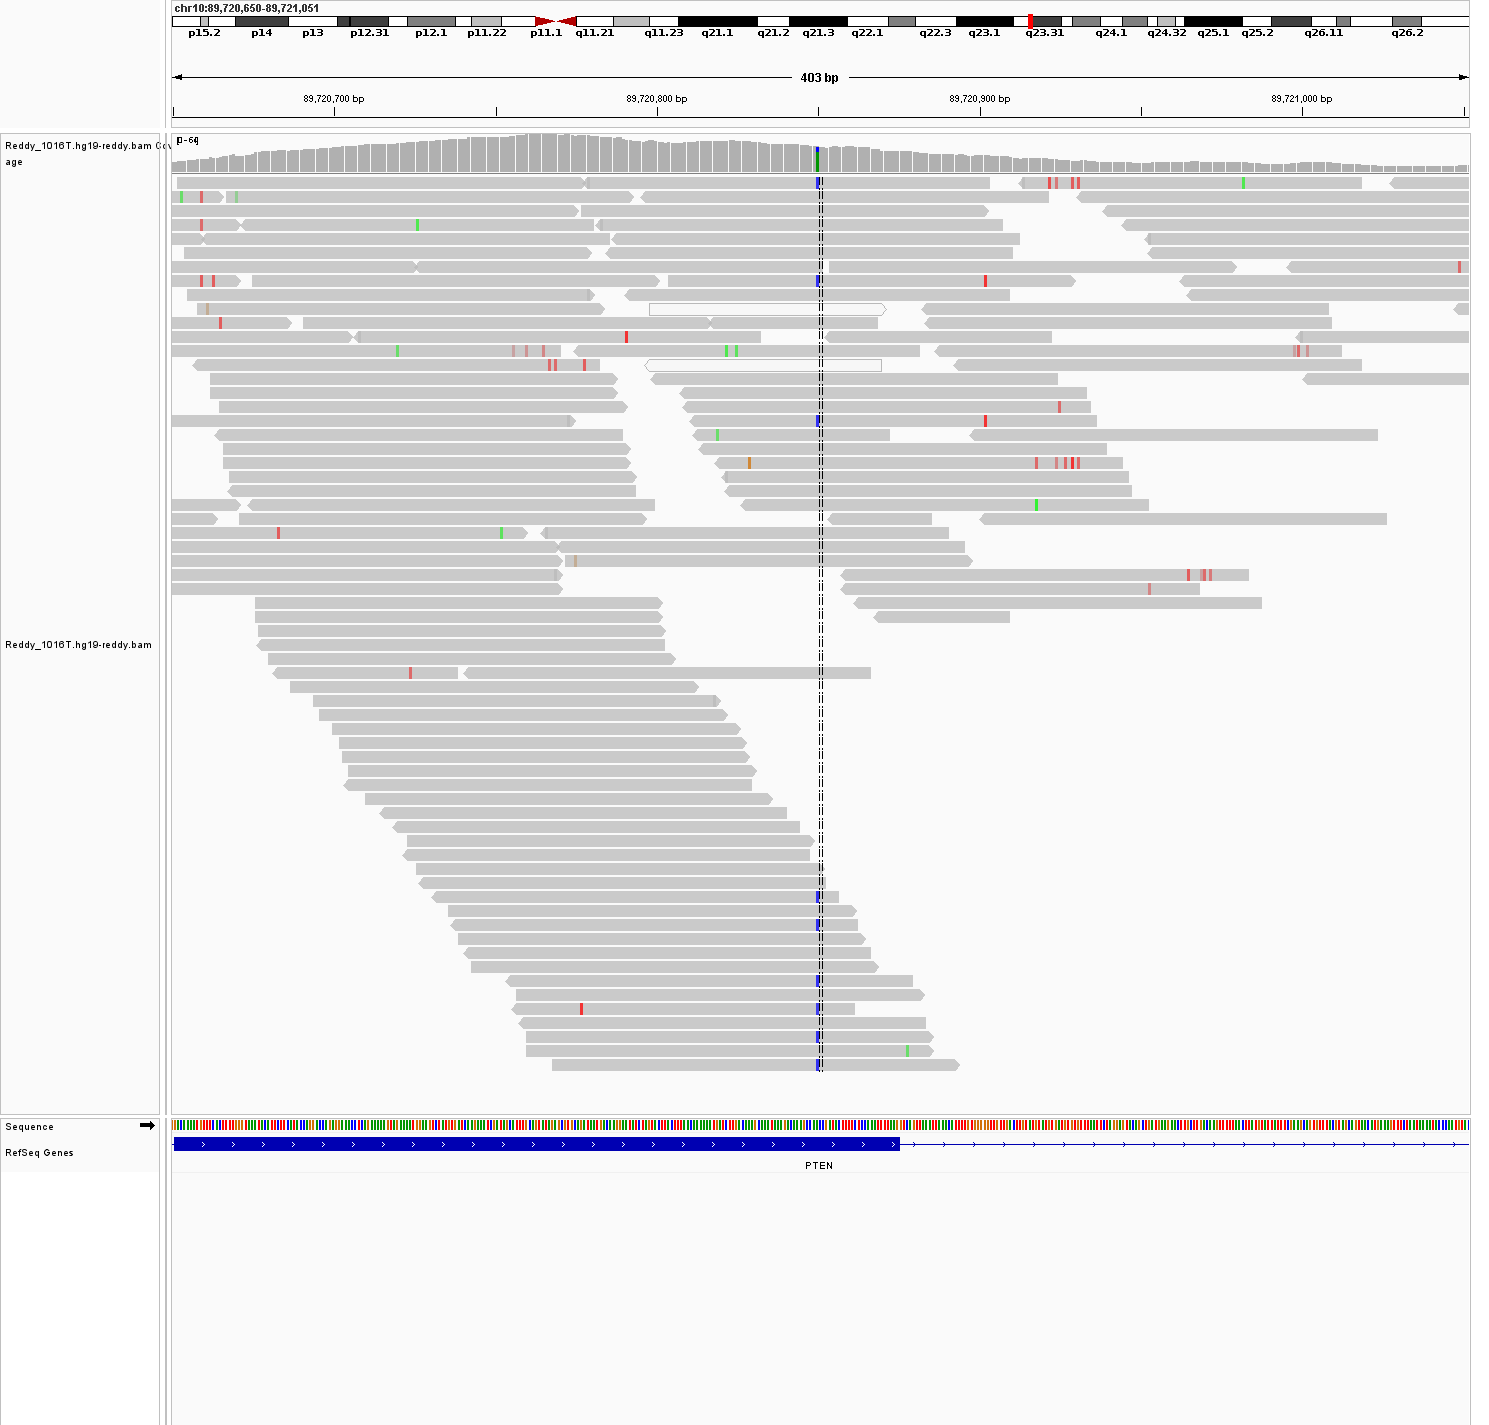 chr10:89,720,650-89,721,051
p15.2 p14 p13 p12.31 p12.1 p11.22 p11.1 q11.21 q11.23 q21.1 q21.2 q21.3 q22.1 q22.3 q23.1 q23.31 q24.1 q24.32 q25.1 q25.2 q26.11 q26.2
403 bp
89,720,700 bp 89,720,800 bp 89,720,900 bp 89,721,000 bp
Reddy_1016T.hg19-reddy.bam Cov
age
[0-64]
Reddy_1016T.hg19-reddy.bam
Sequence
RefSeq Genes
PTEN